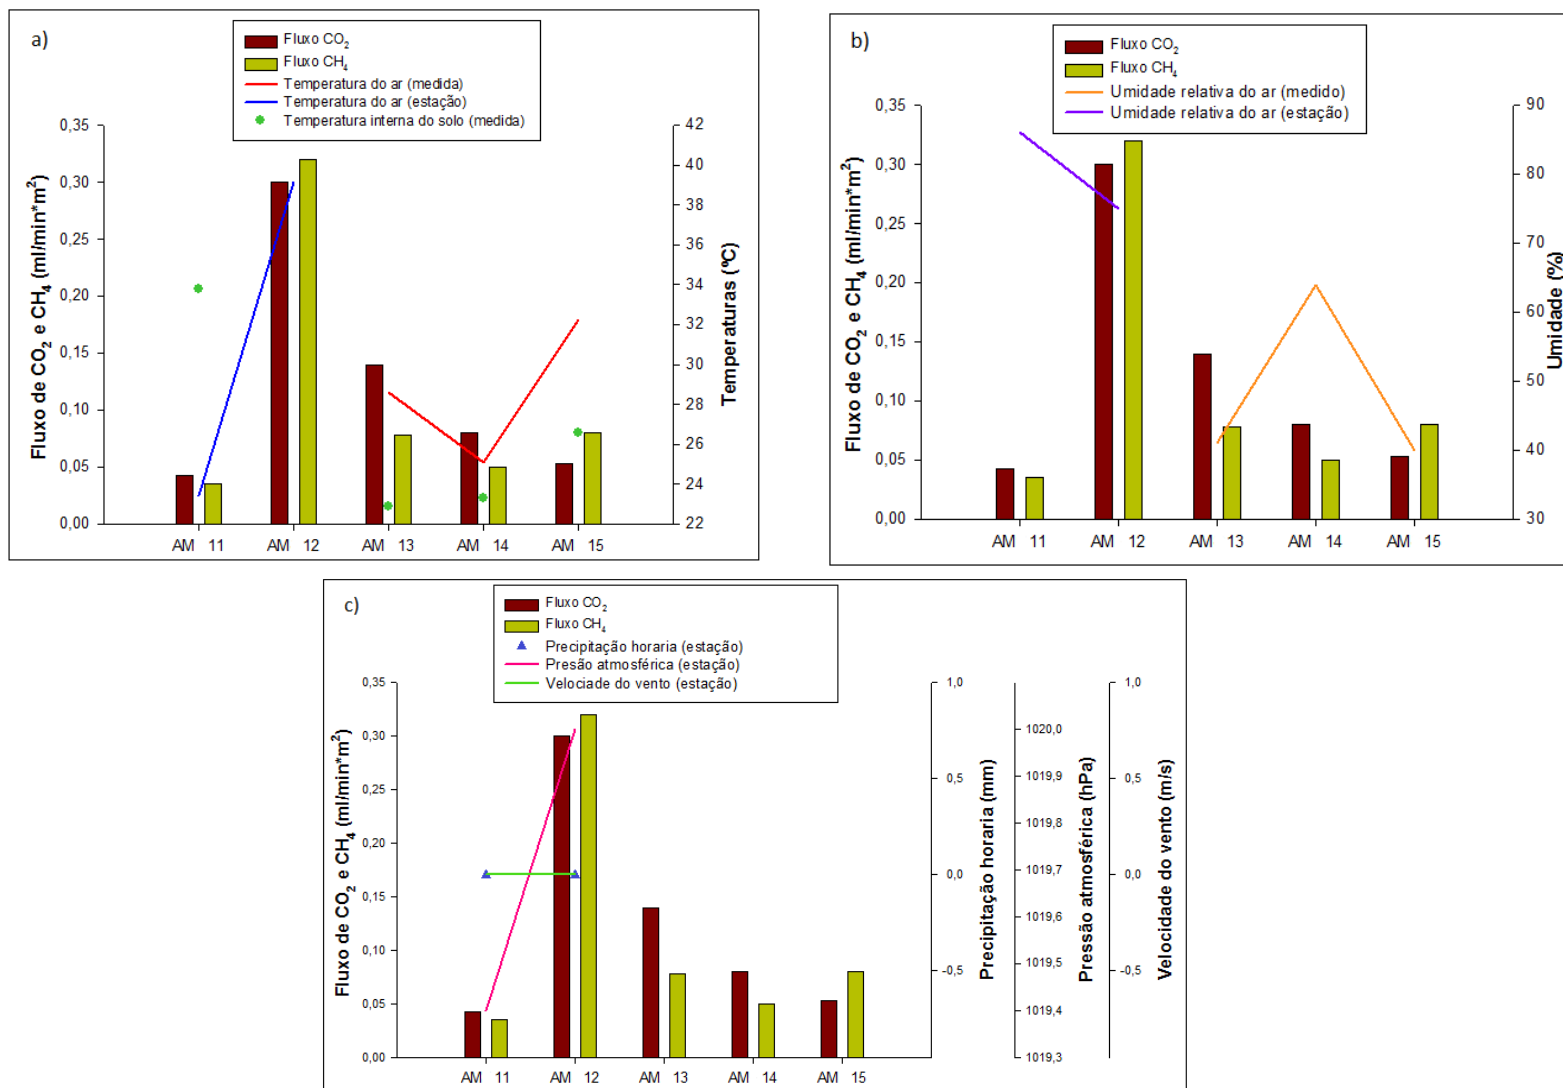 a)
Fluxo CO2
Fluxo CH4
Temperatura do ar (medida)
Temperatura do ar (estação)
Temperatura interna do solo (medida)
Fluxo de CO2 e CH4 (ml/min*m2)
0,35
0,30
0,25
0,20
0,15
0,10
0,05
0,00
42
40
38
36
34
32
30
28
26
24
22
Temperaturas (ºC)
AM 11 AM 12 AM 13 AM 14 AM 15
b)
Fluxo CO2
Fluxo CH4
Umidade relativa do ar (medido)
Umidade relativa do ar (estação)
Fluxo de CO2 e CH4 (ml/min*m2)
0,35
0,30
0,25
0,20
0,15
0,10
0,05
0,00
90
80
70
60
50
40
30
Umidade (%)
AM 11 AM 12 AM 13 AM 14 AM 15
c)
Fluxo CO2
Fluxo CH4
Precipitação horaria (estação)
Presão atmosférica (estação)
Velociade do vento (estação)
Fluxo de CO2 e CH4 (ml/min*m2)
0,35
0,30
0,25
0,20
0,15
0,10
0,05
0,00
1,0
0,5
0,0
-0,5
Precipitação horaria (mm)
1020,0
1019,9
1019,8
1019,7
1019,6
1019,5
1019,4
1019,3
Pressão atmosférica (hPa)
1,0
0,5
0,0
-0,5
Velocidade do vento (m/s)
AM 11 AM 12 AM 13 AM 14 AM 15